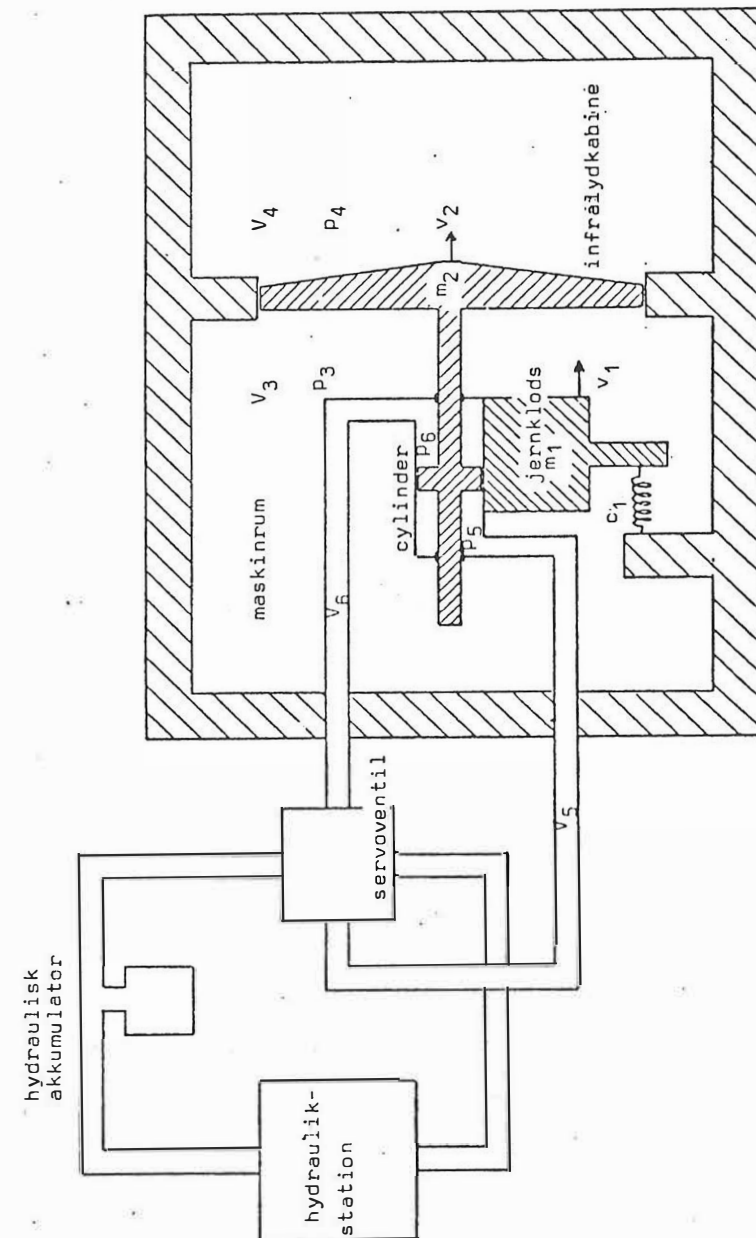 hydraulisk
akkumulator
hydraulik-
station
servoventil
V5
V6
maskinrum
V3
p3
cylinder
p5
p6
jernklods
m1
c1
v1
m2
v2
V4
p4
infralydkabine